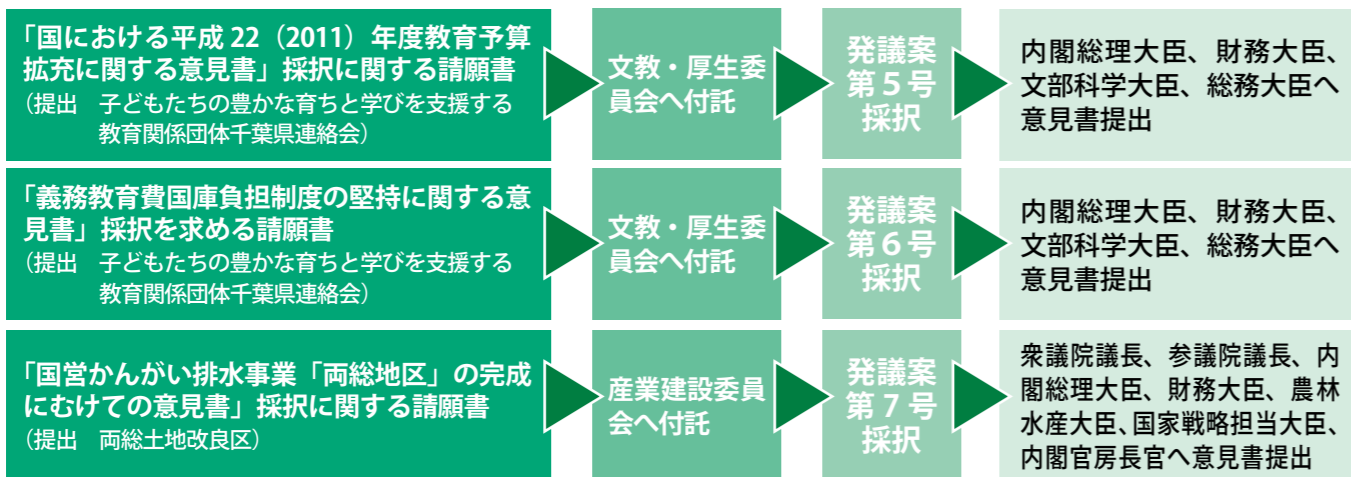 「国における平成 22（2011）年度教育予算
拡充に関する意見書」採択に関する請願書
（提出　子どもたちの豊かな育ちと学びを支援する
教育関係団体千葉県連絡会）
文教・厚生委
員会へ付託
発議案
第５号
採択
内閣総理大臣、財務大臣、
文部科学大臣、総務大臣へ
意見書提出
「義務教育費国庫負担制度の堅持に関する意
見書」採択を求める請願書
（提出　子どもたちの豊かな育ちと学びを支援する
教育関係団体千葉県連絡会）
文教・厚生委
員会へ付託
発議案
第６号
採択
内閣総理大臣、財務大臣、
文部科学大臣、総務大臣へ
意見書提出
「国営かんがい排水事業「両総地区」の完成
にむけての意見書」採択に関する請願書
（提出　両総土地改良区）
産業建設委員
会へ付託
発議案
第７号
採択
衆議院議長、参議院議長、内
閣総理大臣、財務大臣、農林
水産大臣、国家戦略担当大臣、
内閣官房長官へ意見書提出